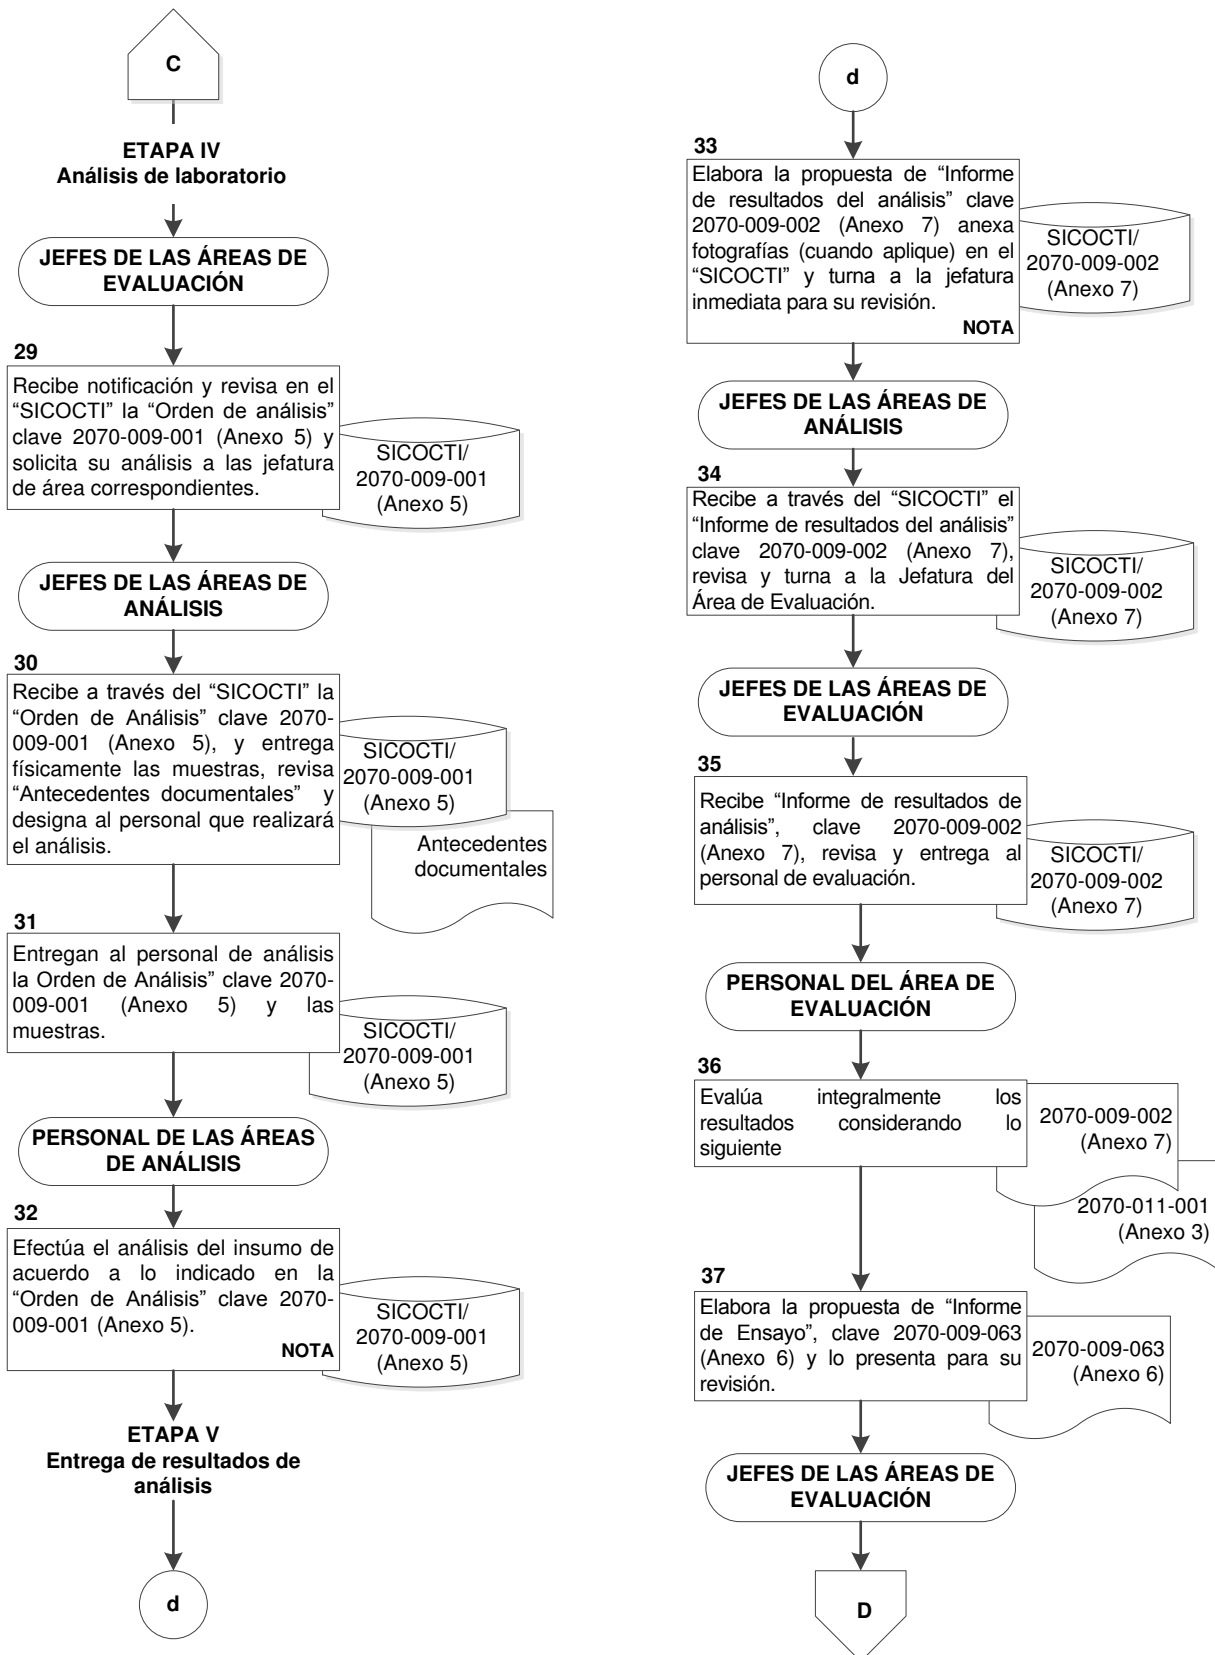 C
ETAPA IV
Análisis de laboratorio
JEFES DE LAS ÁREAS DE
EVALUACIÓN
29
Recibe notificación y revisa en el
“SICOCTI” la “Orden de análisis”
clave 2070-009-001 (Anexo 5) y
solicita su análisis a las jefatura
de área correspondientes.
SICOCTI/
2070-009-001
(Anexo 5)
JEFES DE LAS ÁREAS DE
ANÁLISIS
30
Recibe a través del “SICOCTI” la
“Orden de Análisis” clave 2070-
009-001 (Anexo 5), y entrega
físicamente las muestras, revisa
“Antecedentes documentales” y
designa al personal que realizará
el análisis.
SICOCTI/
2070-009-001
(Anexo 5)
Antecedentes
documentales
31
Entregan al personal de análisis
la Orden de Análisis” clave 2070-
009-001 (Anexo 5) y las
muestras.
SICOCTI/
2070-009-001
(Anexo 5)
PERSONAL DE LAS ÁREAS
DE ANÁLISIS
32
Efectúa el análisis del insumo de
acuerdo a lo indicado en la
“Orden de Análisis” clave 2070-
009-001 (Anexo 5).
NOTA
SICOCTI/
2070-009-001
(Anexo 5)
ETAPA V
Entrega de resultados de
análisis
d
d
33
Elabora la propuesta de “Informe
de resultados del análisis” clave
2070-009-002 (Anexo 7) anexa
fotografías (cuando aplique) en el
“SICOCTI” y turna a la jefatura
inmediata para su revisión.
NOTA
SICOCTI/
2070-009-002
(Anexo 7)
JEFES DE LAS ÁREAS DE
ANÁLISIS
34
Recibe a través del “SICOCTI” el
“Informe de resultados del análisis”
clave 2070-009-002 (Anexo 7),
revisa y turna a la Jefatura del
Área de Evaluación.
SICOCTI/
2070-009-002
(Anexo 7)
JEFES DE LAS ÁREAS DE
EVALUACIÓN
35
Recibe “Informe de resultados de
análisis”, clave 2070-009-002
(Anexo 7), revisa y entrega al
personal de evaluación.
SICOCTI/
2070-009-002
(Anexo 7)
PERSONAL DEL ÁREA DE
EVALUACIÓN
36
Evalúa integralmente los
resultados considerando lo
siguiente
2070-009-002
(Anexo 7)
2070-011-001
(Anexo 3)
37
Elabora la propuesta de “Informe
de Ensayo”, clave 2070-009-063
(Anexo 6) y lo presenta para su
revisión.
2070-009-063
(Anexo 6)
JEFES DE LAS ÁREAS DE
EVALUACIÓN
D